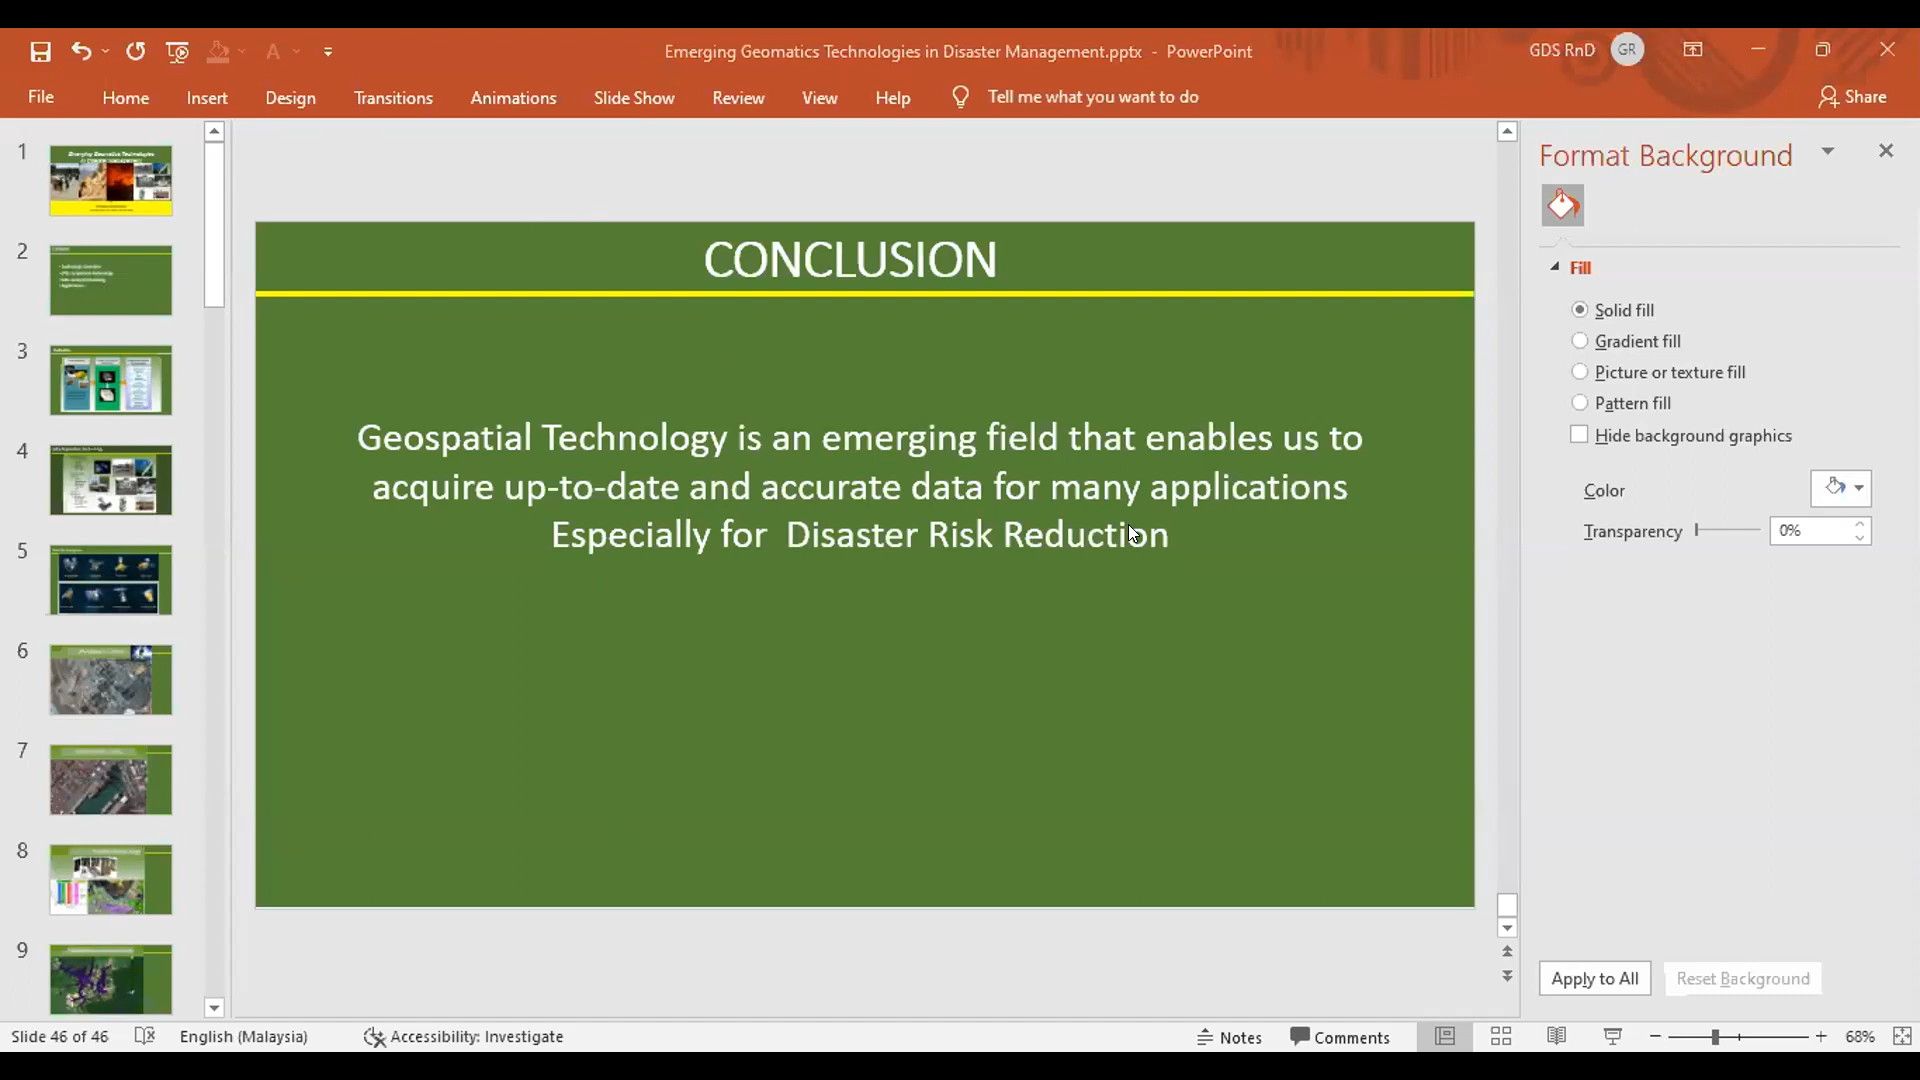 Emerging Geomatics Technologies in Disaster Management.pptx - PowerPoint
GDS RnD
GR
File
Home
Insert
Design
Transitions
Animations
Slide Show
Review
View
Help
Tell me what you want to do
Share
1
2
3
4
5
6
7
8
9
CONCLUSION
Geospatial Technology is an emerging field that enables us to
acquire up-to-date and accurate data for many applications
Especially for Disaster Risk Reduction
Format Background
Fill
Solid fill
Gradient fill
Picture or texture fill
Pattern fill
Hide background graphics
Color
Transparency
0%
Apply to All
Reset Background
Slide 46 of 46
English (Malaysia)
Accessibility: Investigate
Notes
Comments
68%